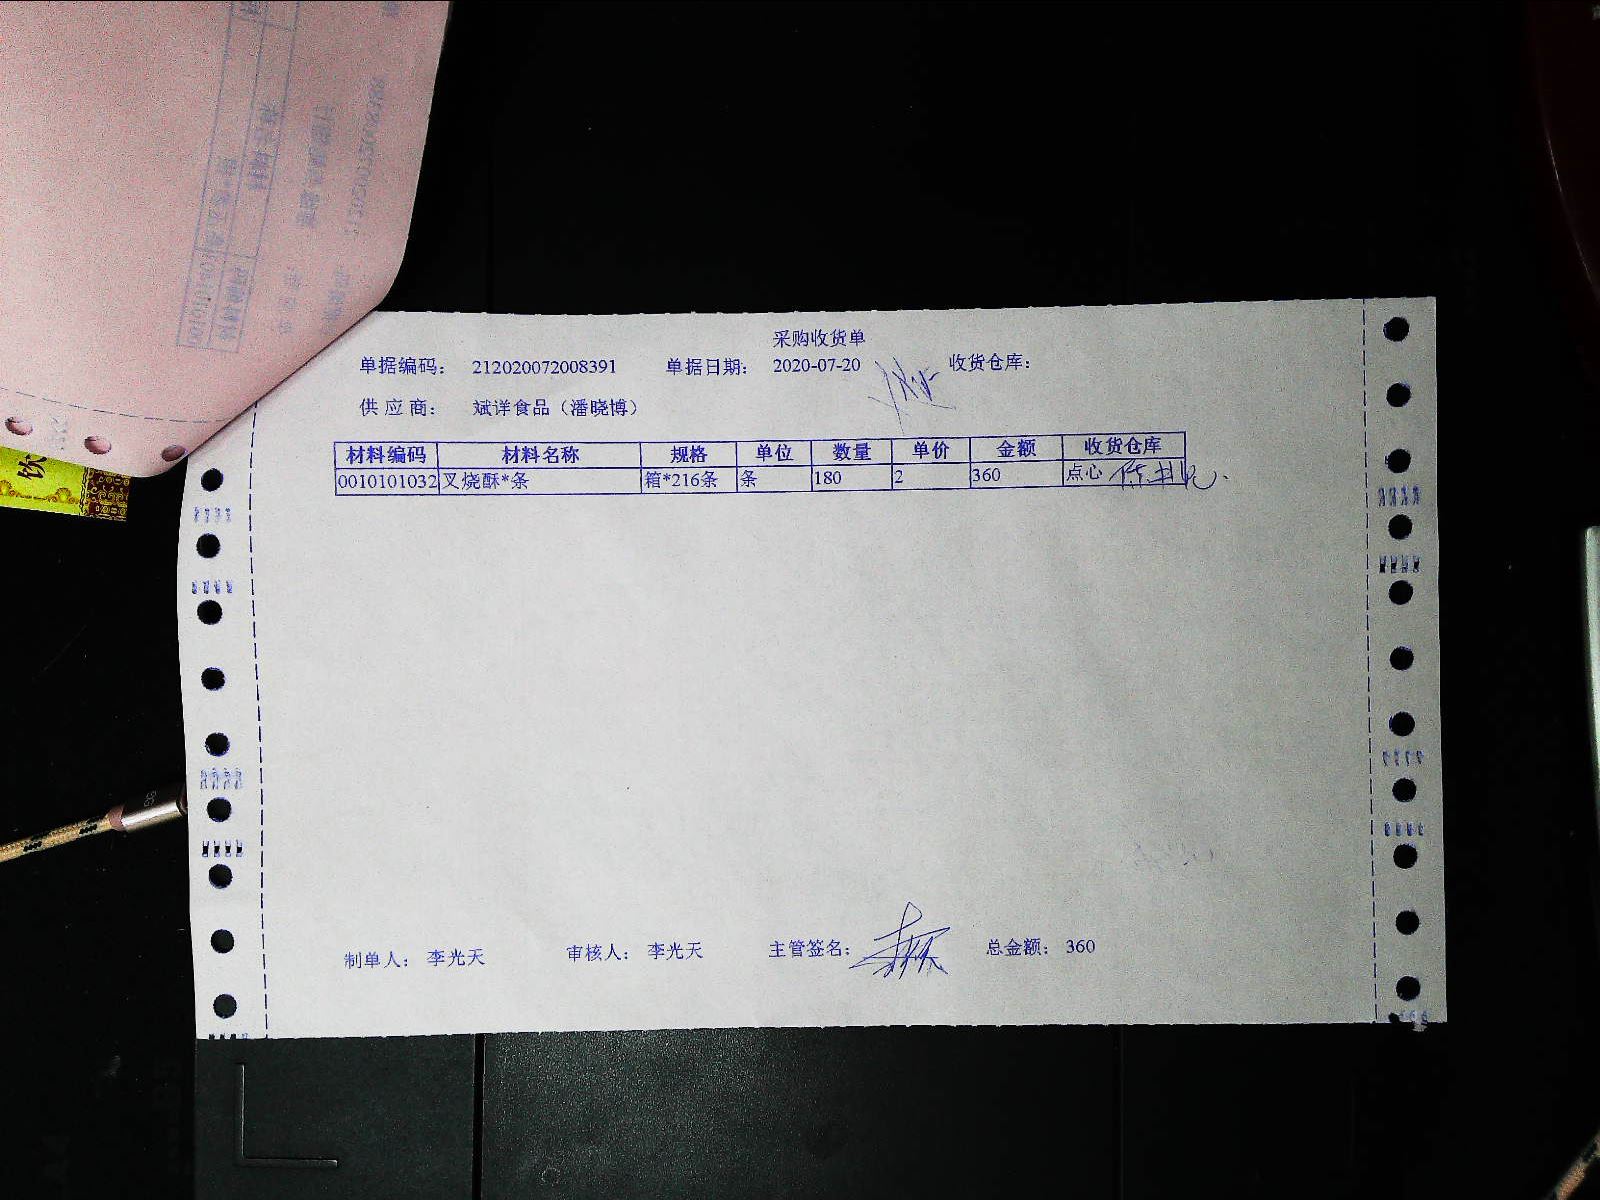 采购收货单
单据编码： 212020072008391 单据日期： 2020-07-20 收货仓库：
供应商： 斌洋食品（潘晓博）
材料编码 材料名称 规格 单位 数量 单价 金额 收货仓库
0010101032 叉烧酥*条 箱*216条 条 180 2 360 点心
制单人： 李光天 审核人： 李光天 主管签名： 总金额： 360
饮